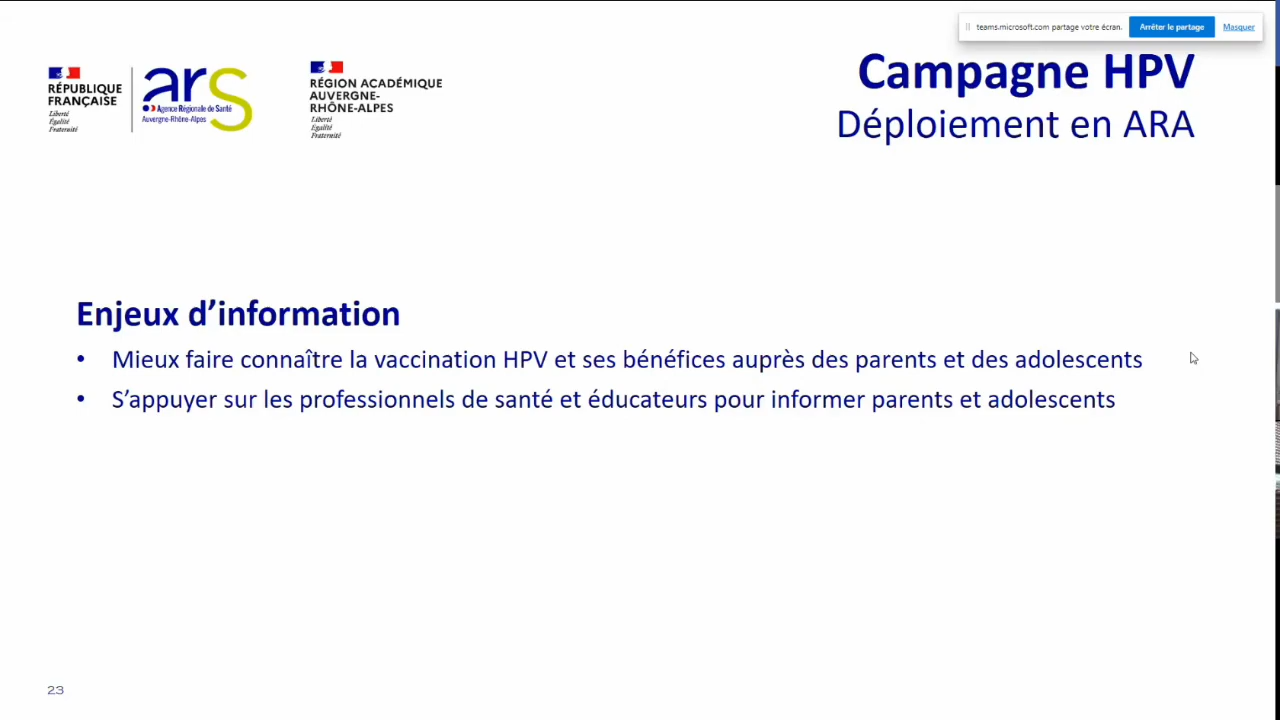 teams.microsoft.com partage votre écran.
Arrêter le partage
Masquer
RÉPUBLIQUE
FRANÇAISE
Liberté
Égalité
Fraternité
ars
Agence Régionale de Santé
Auvergne-Rhône-Alpes
RÉGION ACADÉMIQUE
AUVERGNE-
RHÔNE-ALPES
Liberté
Égalité
Fraternité
Campagne HPV
Déploiement en ARA
Enjeux d’information
• Mieux faire connaître la vaccination HPV et ses bénéfices auprès des parents et des adolescents
• S’appuyer sur les professionnels de santé et éducateurs pour informer parents et adolescents
23